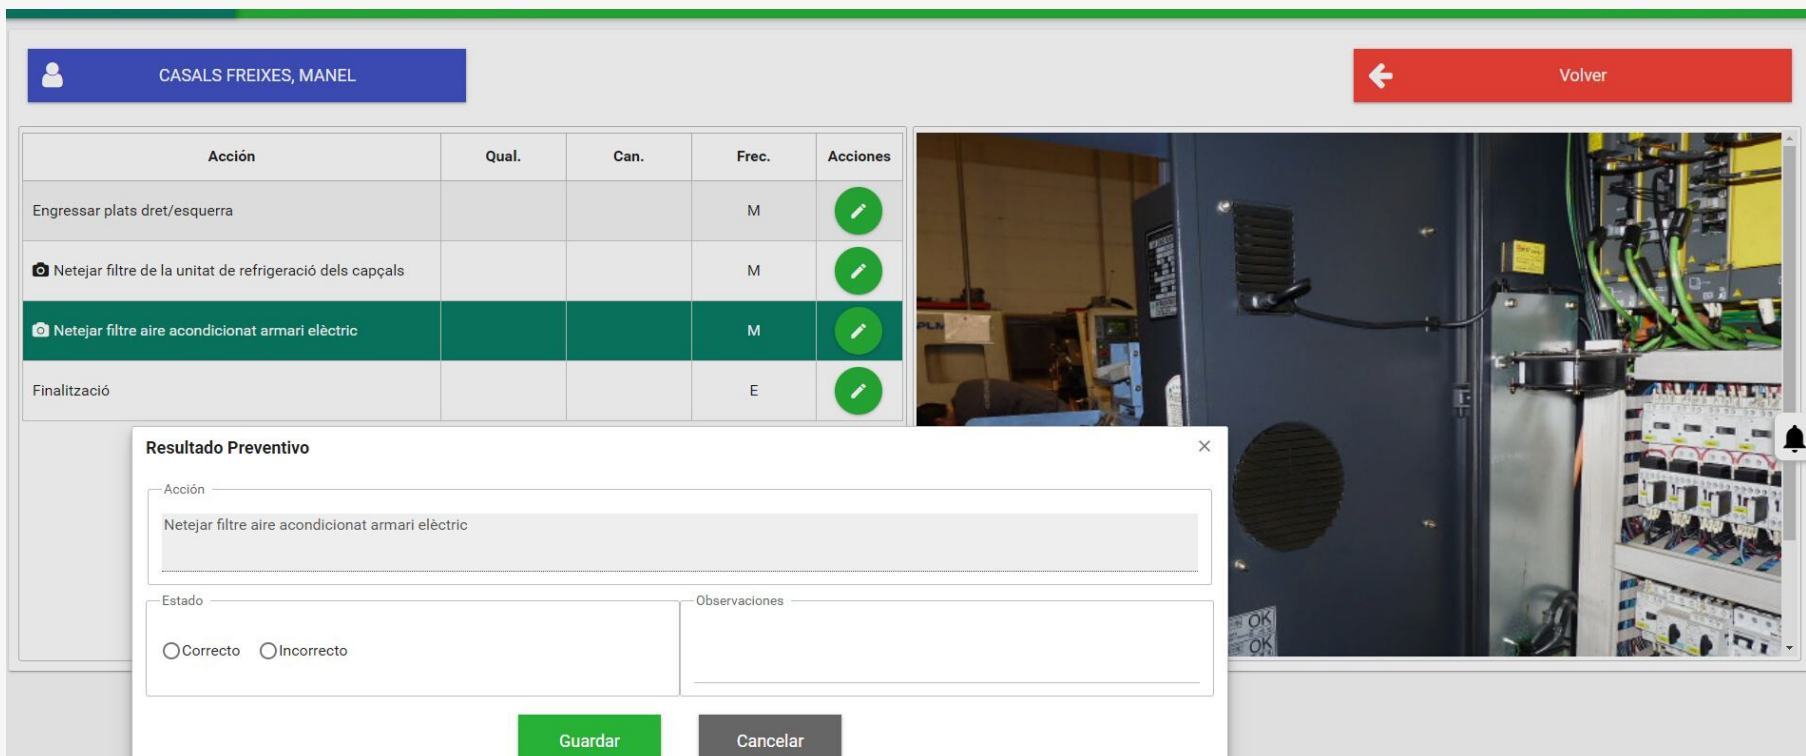 CASALS FREIXES, MANEL
Volver
Acción Qual. Can. Frec. Acciones
Engressar plats dret/esquerra M
Netejar filtre de la unitat de refrigeració dels capçals M
Netejar filtre aire acondicionat armari elèctric M
Finalització E
Resultado Preventivo
Acción
Netejar filtre aire acondicionat armari elèctric
Estado
Correcto Incorrecto
Observaciones
Guardar Cancelar
OK
OK